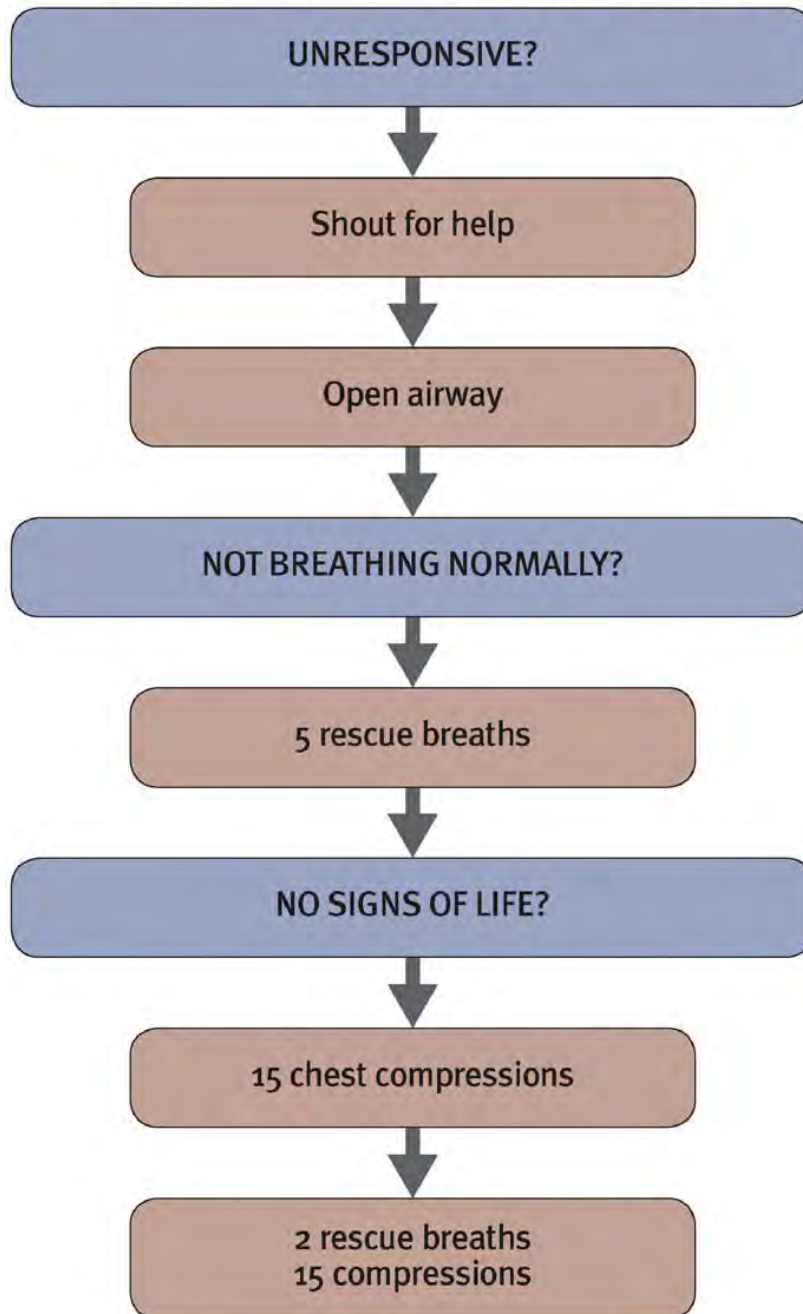 UNRESPONSIVE?
Shout for help
Open airway
NOT BREATHING NORMALLY?
5 rescue breaths
NO SIGNS OF LIFE?
15 chest compressions
2 rescue breaths
15 compressions